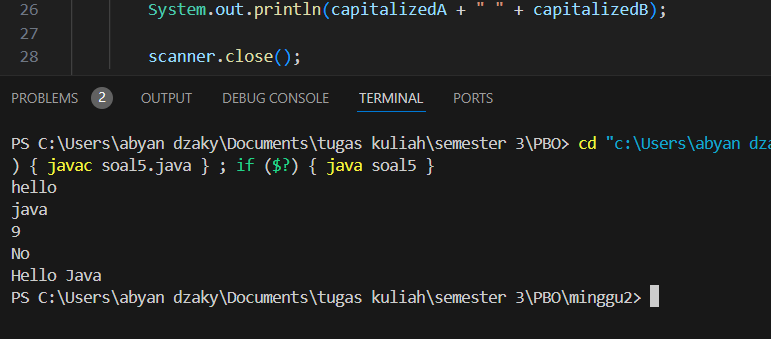 26 System.out.println(capitalizedA + " " + capitalizedB);
27
28 scanner.close();
PROBLEMS 2 OUTPUT DEBUG CONSOLE TERMINAL PORTS
PS C:\Users\abyan dzaky\Documents\tugas kuliah\semester 3\PBO> cd "c:\Users\abyan dza
) { javac soal5.java } ; if ($?) { java soal5 }
hello
java
9
No
Hello Java
PS C:\Users\abyan dzaky\Documents\tugas kuliah\semester 3\PBO\minggu2>